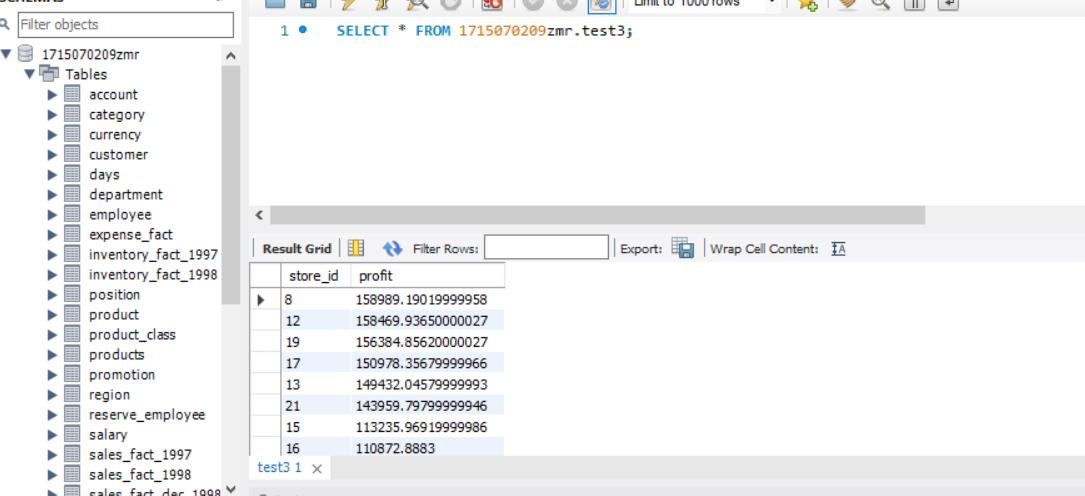 SCHEMAS
Limit to 1000 rows
Filter objects
1 SELECT * FROM 1715070209zmr.test3;
1715070209zmr
Tables
account
category
currency
customer
days
department
employee
expense_fact
inventory_fact_1997
inventory_fact_1998
position
product
product_class
products
promotion
region
reserve_employee
salary
sales_fact_1997
sales_fact_1998
sales_fact_dec_1998
Result Grid Filter Rows: Export: Wrap Cell Content: IA
store_id profit
8 158989.19019999958
12 158469.93650000027
19 156384.85620000027
17 150978.35679999966
13 149432.04579999993
21 143959.79799999946
15 113235.96919999986
16 110872.8883
test3 1